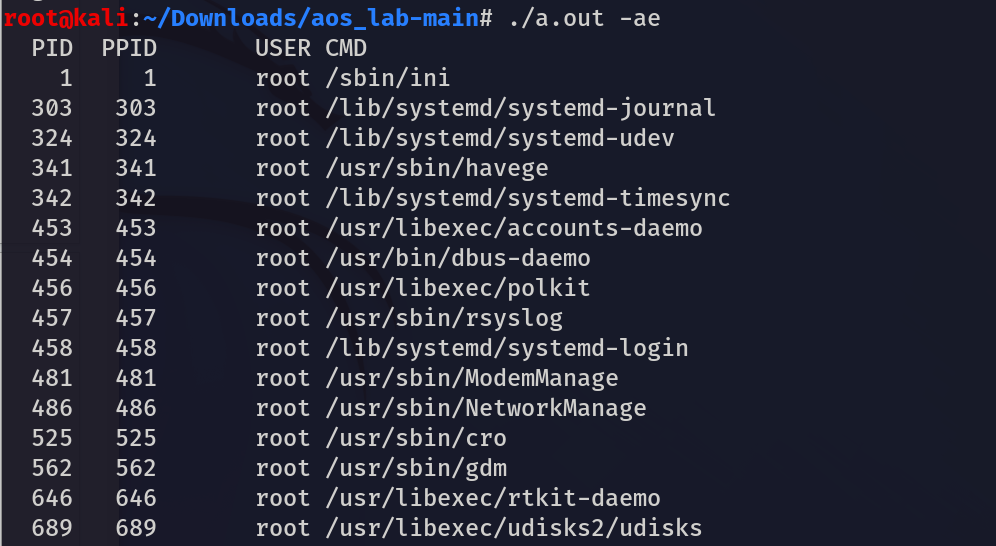 root@kali:~/Downloads/aos_lab-main# ./a.out -ae
PID PPID USER CMD
1 1 root /sbin/ini
303 303 root /lib/systemd/systemd-journal
324 324 root /lib/systemd/systemd-udev
341 341 root /usr/sbin/havege
342 342 root /lib/systemd/systemd-timesync
453 453 root /usr/libexec/accounts-daemo
454 454 root /usr/bin/dbus-daemo
456 456 root /usr/libexec/polkit
457 457 root /usr/sbin/rsyslog
458 458 root /lib/systemd/systemd-login
481 481 root /usr/sbin/ModemManage
486 486 root /usr/sbin/NetworkManage
525 525 root /usr/sbin/cro
562 562 root /usr/sbin/gdm
646 646 root /usr/libexec/rtkit-daemo
689 689 root /usr/libexec/udisks2/udisks